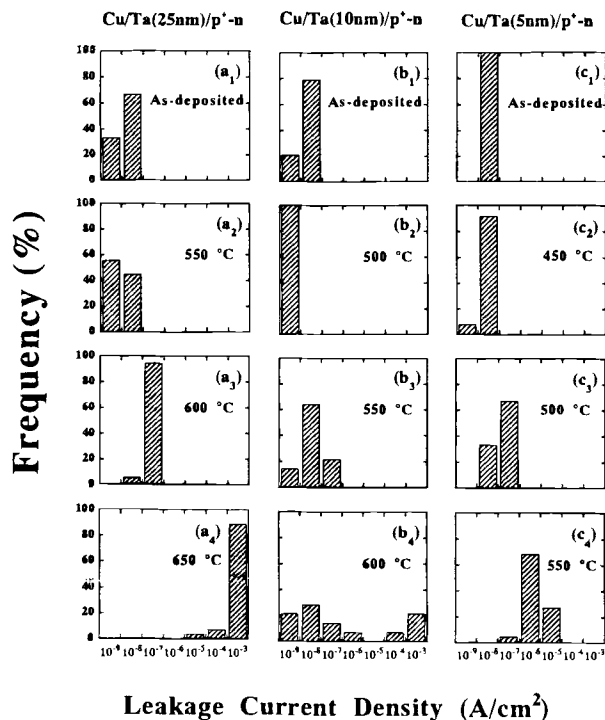 Cu/Ta(25nm)/p⁺-n Cu/Ta(10nm)/p⁺-n Cu/Ta(5nm)/p⁺-n
100 (a₁) (b₁) (c₁)
80 As-deposited As-deposited As-deposited
60
40
20
0
100 (a₂) (b₂) (c₂)
80 550 °C 500 °C 450 °C
60
40
20
0
100 (a₃) (b₃) (c₃)
80 600 °C 550 °C 500 °C
60
40
20
0
100 (a₄) (b₄) (c₄)
80 650 °C 600 °C 550 °C
60
40
20
0
10⁻⁹ 10⁻⁸ 10⁻⁷ 10⁻⁶ 10⁻⁵ 10⁻⁴ 10⁻³ 10⁻⁹ 10⁻⁸ 10⁻⁷ 10⁻⁶ 10⁻⁵ 10⁻⁴ 10⁻³ 10⁻⁹ 10⁻⁸ 10⁻⁷ 10⁻⁶ 10⁻⁵ 10⁻⁴ 10⁻³
Frequency (%)
Leakage Current Density (A/cm²)